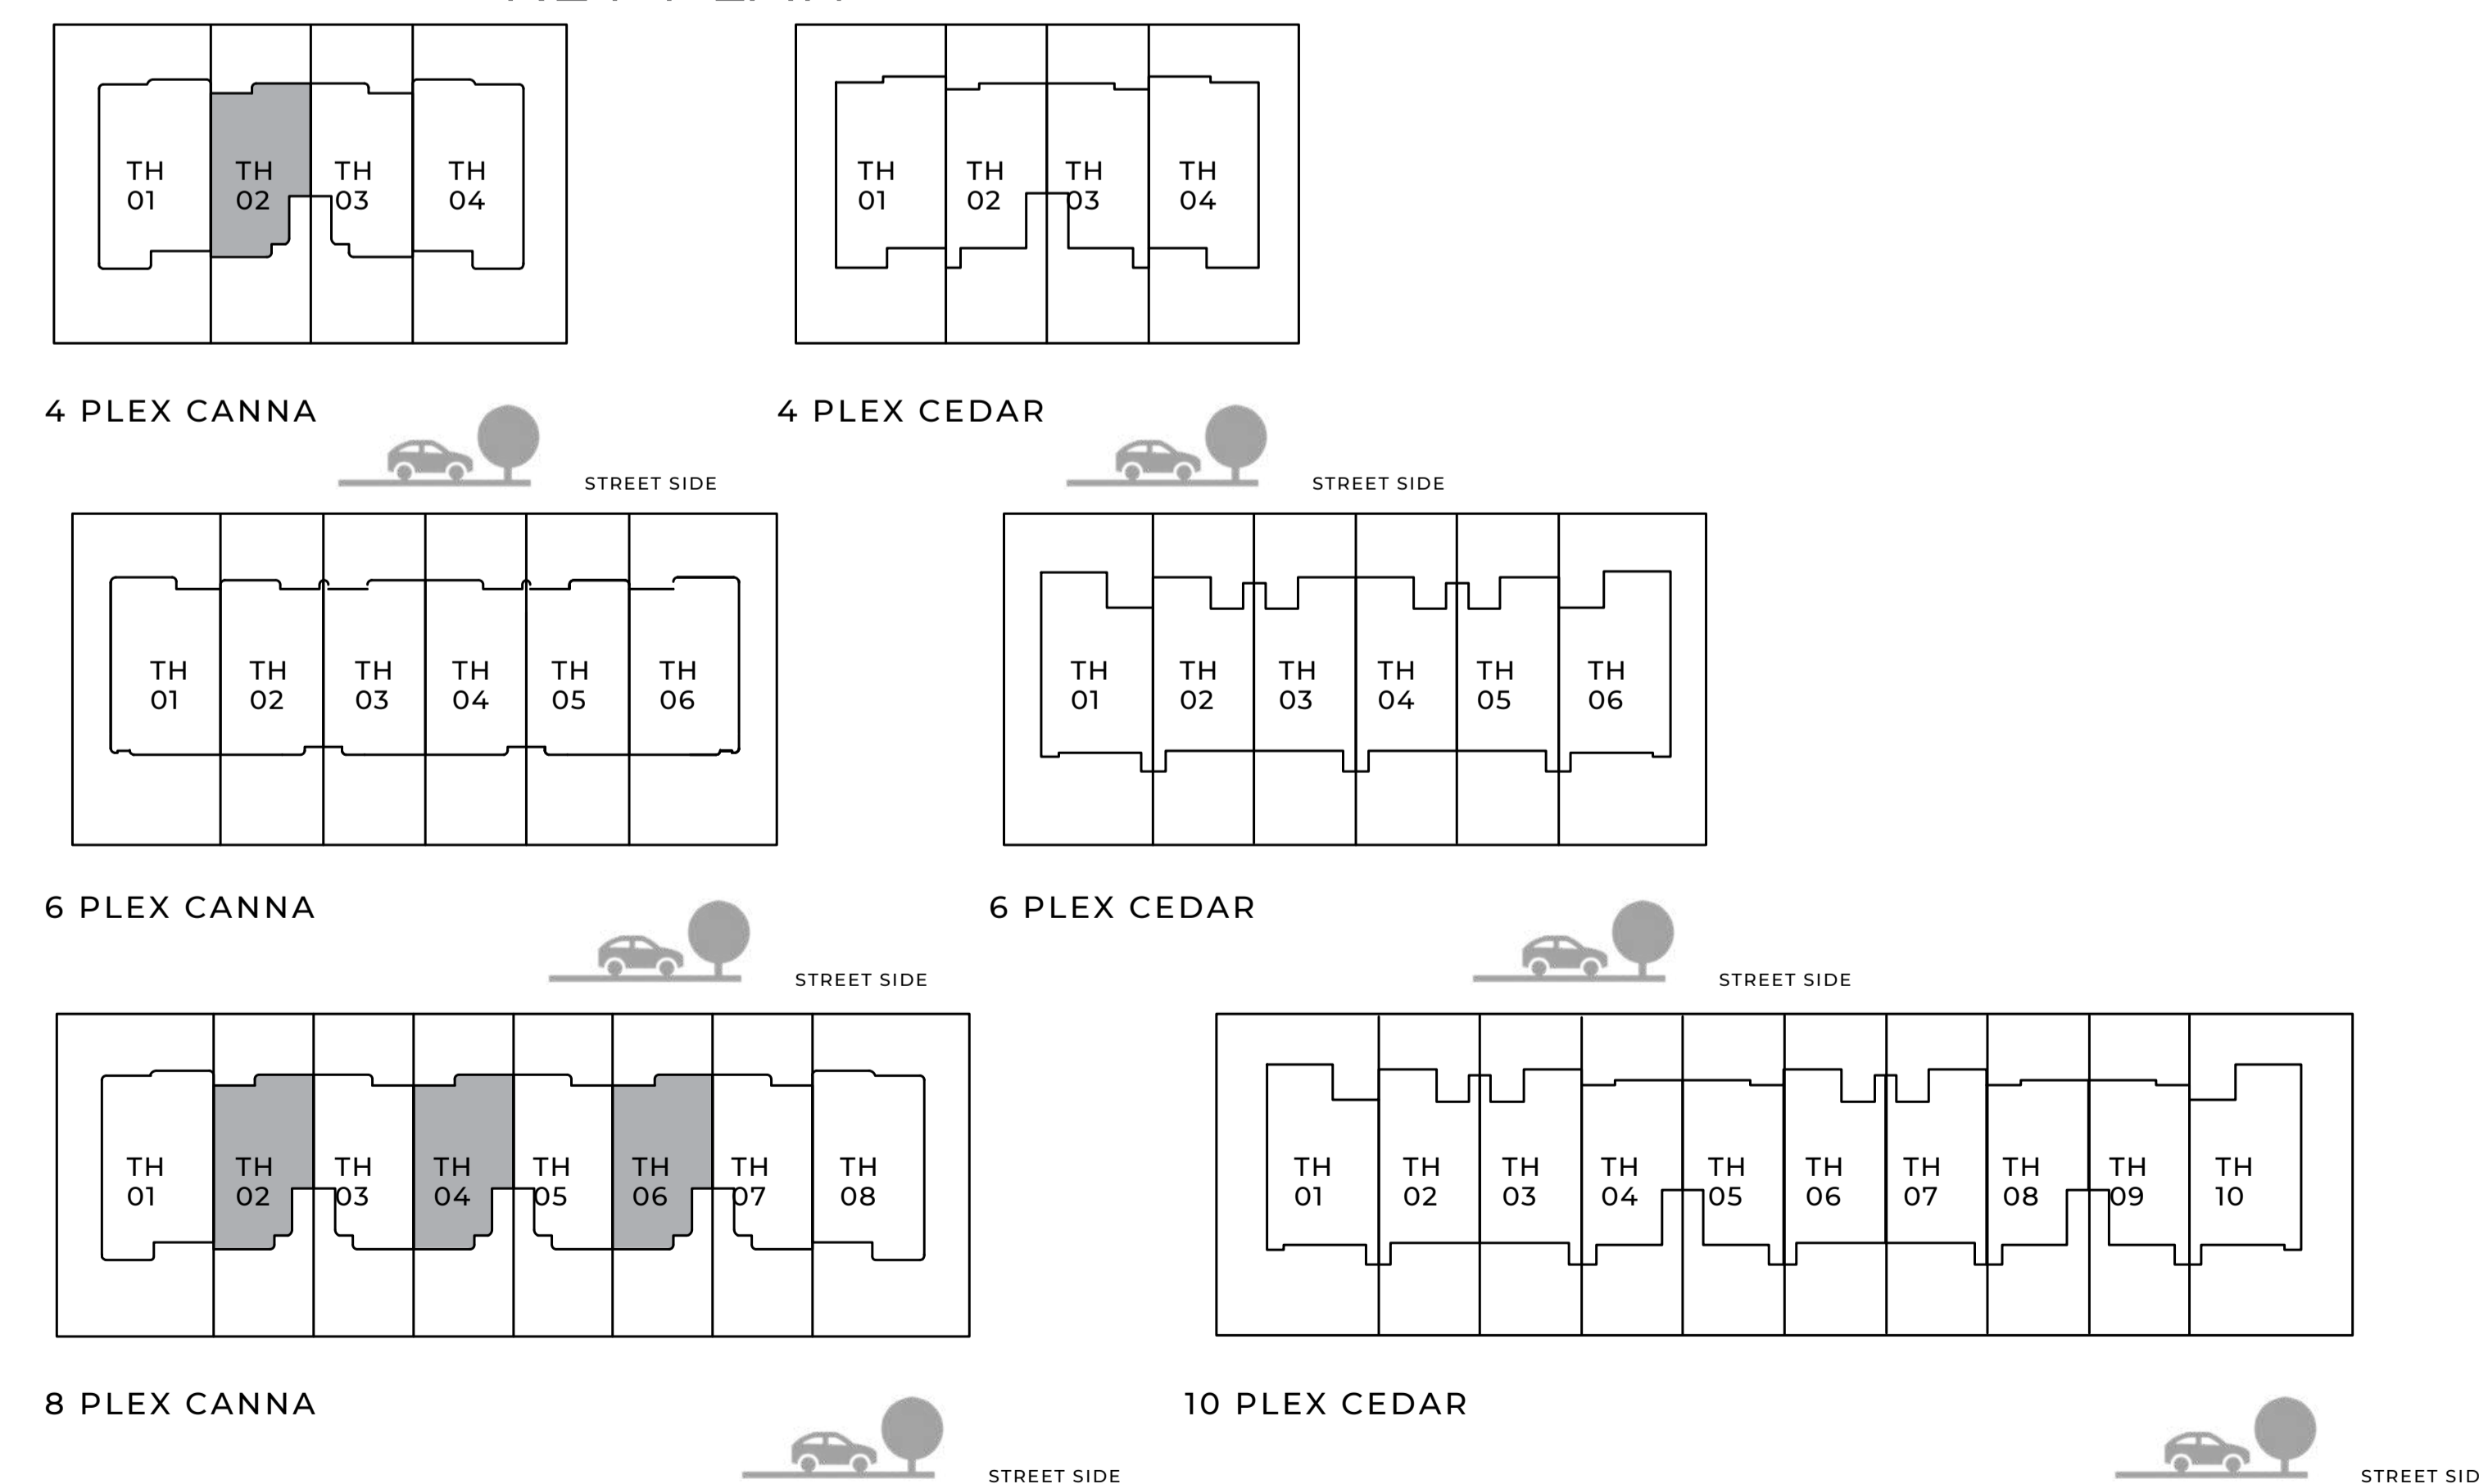 TH TH TH TH
01 02 03 04
TH TH TH TH
01 02 03 04
4 PLEX CANNA
STREET SIDE
4 PLEX CEDAR
STREET SIDE
TH TH TH TH TH TH
01 02 03 04 05 06
TH TH TH TH TH TH
01 02 03 04 05 06
6 PLEX CANNA
STREET SIDE
6 PLEX CEDAR
STREET SIDE
TH TH TH TH TH TH TH TH
01 02 03 04 05 06 07 08
TH TH TH TH TH TH TH TH TH TH
01 02 03 04 05 06 07 08 09 10
8 PLEX CANNA
STREET SIDE
10 PLEX CEDAR
STREET SID